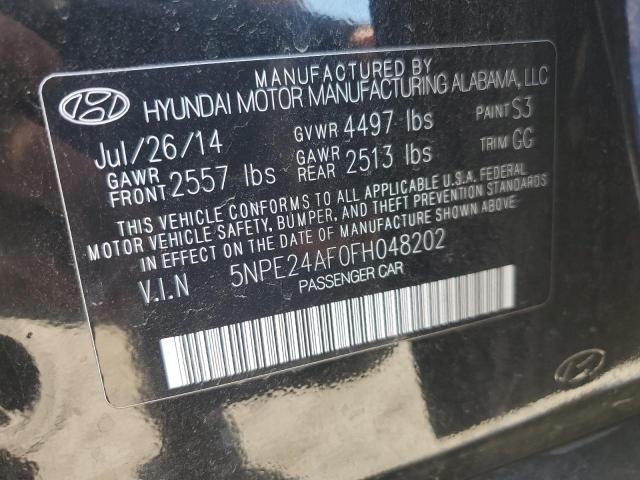 MANUFACTURED BY
HYUNDAI MOTOR MANUFACTURING ALABAMA, LLC
Jul/26/14 GVWR 4497 lbs PAINT S3
GAWR FRONT 2557 lbs GAWR REAR 2513 lbs TRIM GG
THIS VEHICLE CONFORMS TO ALL APPLICABLE U.S.A. FEDERAL
MOTOR VEHICLE SAFETY, BUMPER, AND THEFT PREVENTION STANDARDS
IN EFFECT ON THE DATE OF MANUFACTURE SHOWN ABOVE
V.I.N 5NPE24AF0FH048202
PASSENGER CAR